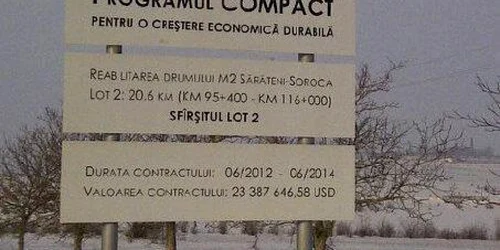 PROGRAMUL COMPACT
PENTRU O CREȘTERE ECONOMICĂ DURABILĂ
REABILITAREA DRUMULUI M2 SĂRĂTENI-SOROCA
LOT 2: 20.6 KM (KM 95+400 - KM 116+000)
SFÎRȘITUL LOT 2
DURATA CONTRACTULUI: 06/2012 - 06/2014
VALOAREA CONTRACTULUI: 23 387 646,58 USD